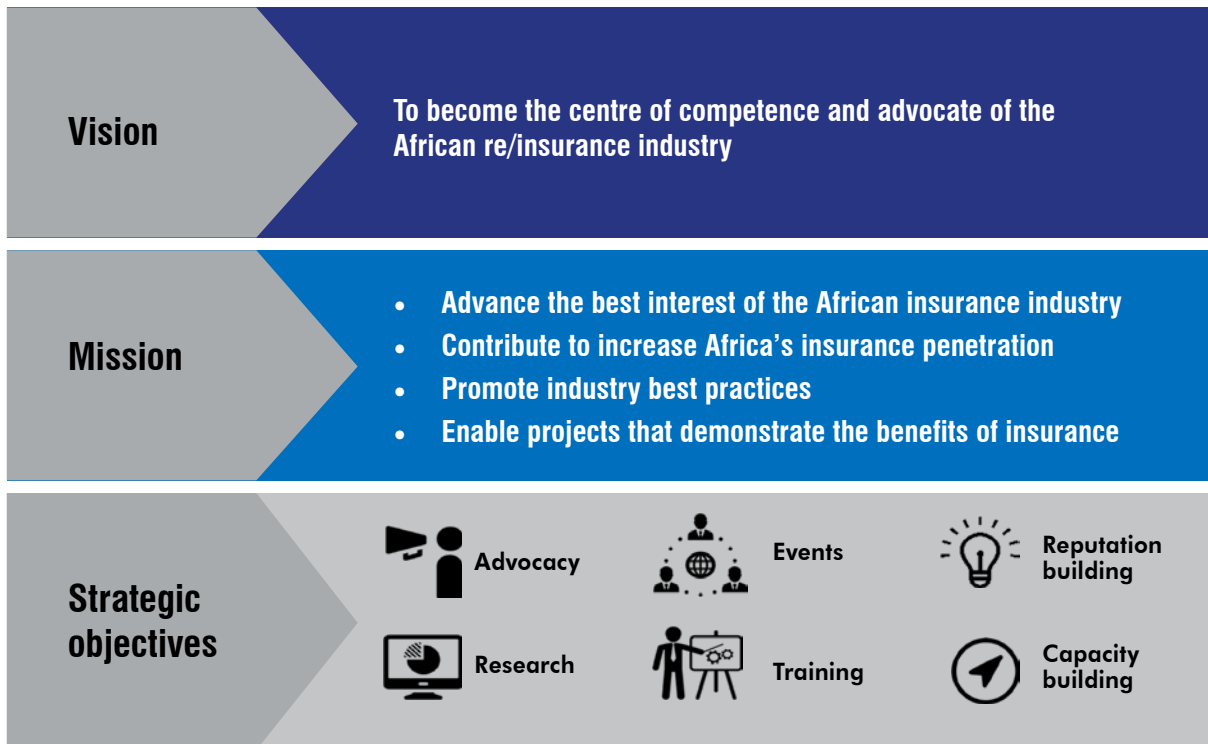 Vision
To become the centre of competence and advocate of the
African re/insurance industry
Mission
• Advance the best interest of the African insurance industry
• Contribute to increase Africa’s insurance penetration
• Promote industry best practices
• Enable projects that demonstrate the benefits of insurance
Strategic
objectives
Advocacy
Events
Reputation
building
Research
Training
Capacity
building